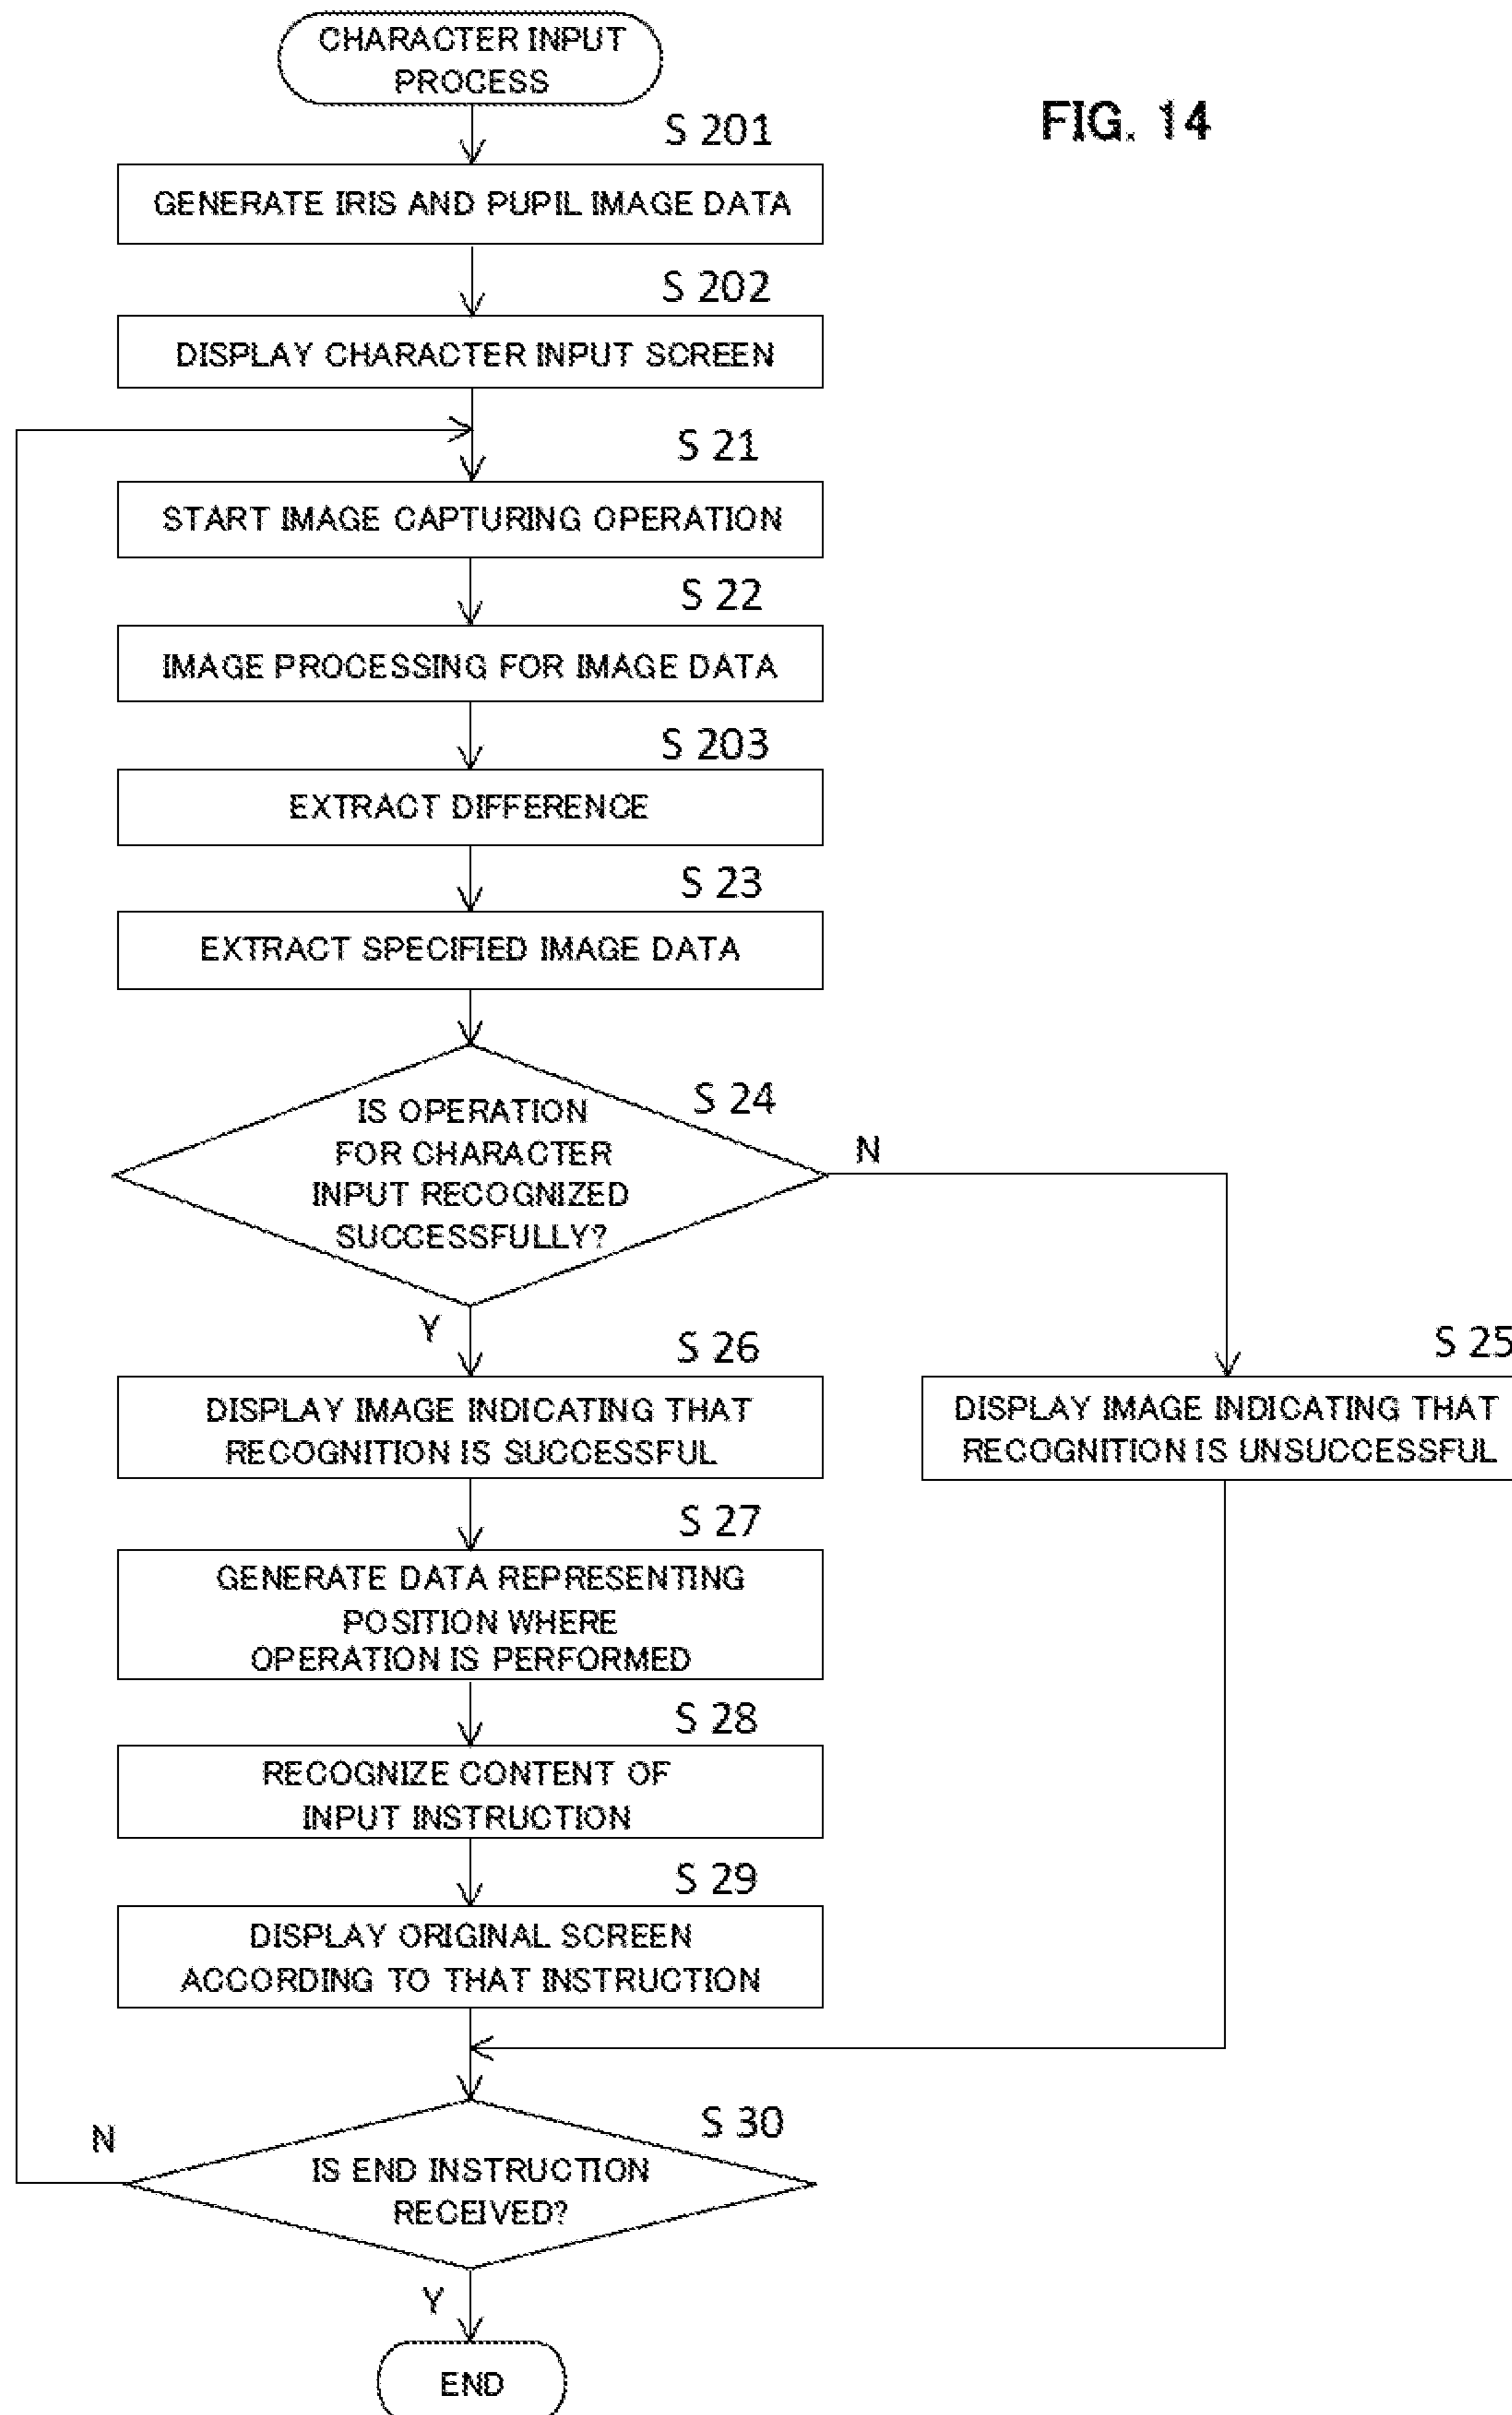 CHARACTER INPUT
PROCESS
FIG. 14
S 201
GENERATE IRIS AND PUPIL IMAGE DATA
S 202
DISPLAY CHARACTER INPUT SCREEN
S 21
START IMAGE CAPTURING OPERATION
S 22
IMAGE PROCESSING FOR IMAGE DATA
S 203
EXTRACT DIFFERENCE
S 23
EXTRACT SPECIFIED IMAGE DATA
S 24
IS OPERATION
FOR CHARACTER
INPUT RECOGNIZED
SUCCESSFULLY?
N
Y
S 26
DISPLAY IMAGE INDICATING THAT
RECOGNITION IS SUCCESSFUL
S 25
DISPLAY IMAGE INDICATING THAT
RECOGNITION IS UNSUCCESSFUL
S 27
GENERATE DATA REPRESENTING
POSITION WHERE
OPERATION IS PERFORMED
S 28
RECOGNIZE CONTENT OF
INPUT INSTRUCTION
S 29
DISPLAY ORIGINAL SCREEN
ACCORDING TO THAT INSTRUCTION
S 30
N
IS END INSTRUCTION
RECEIVED?
Y
END